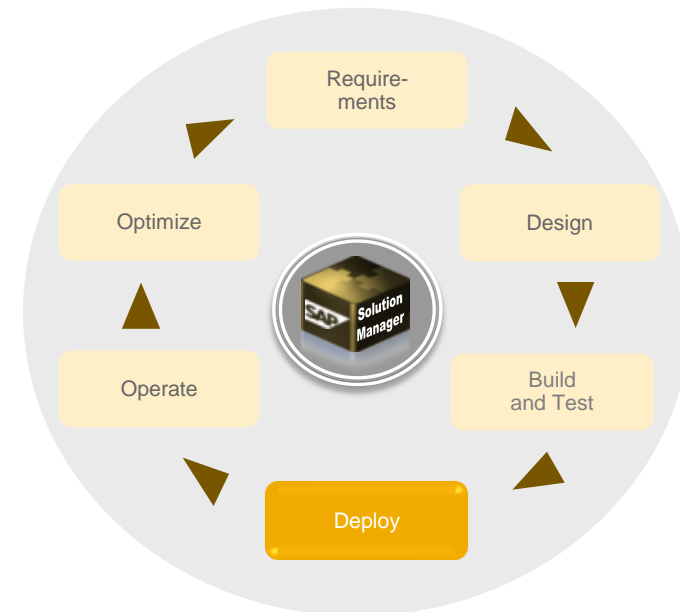 Require-
ments
Optimize
Design
SAP
Solution
Manager
Operate
Build
and Test
Deploy